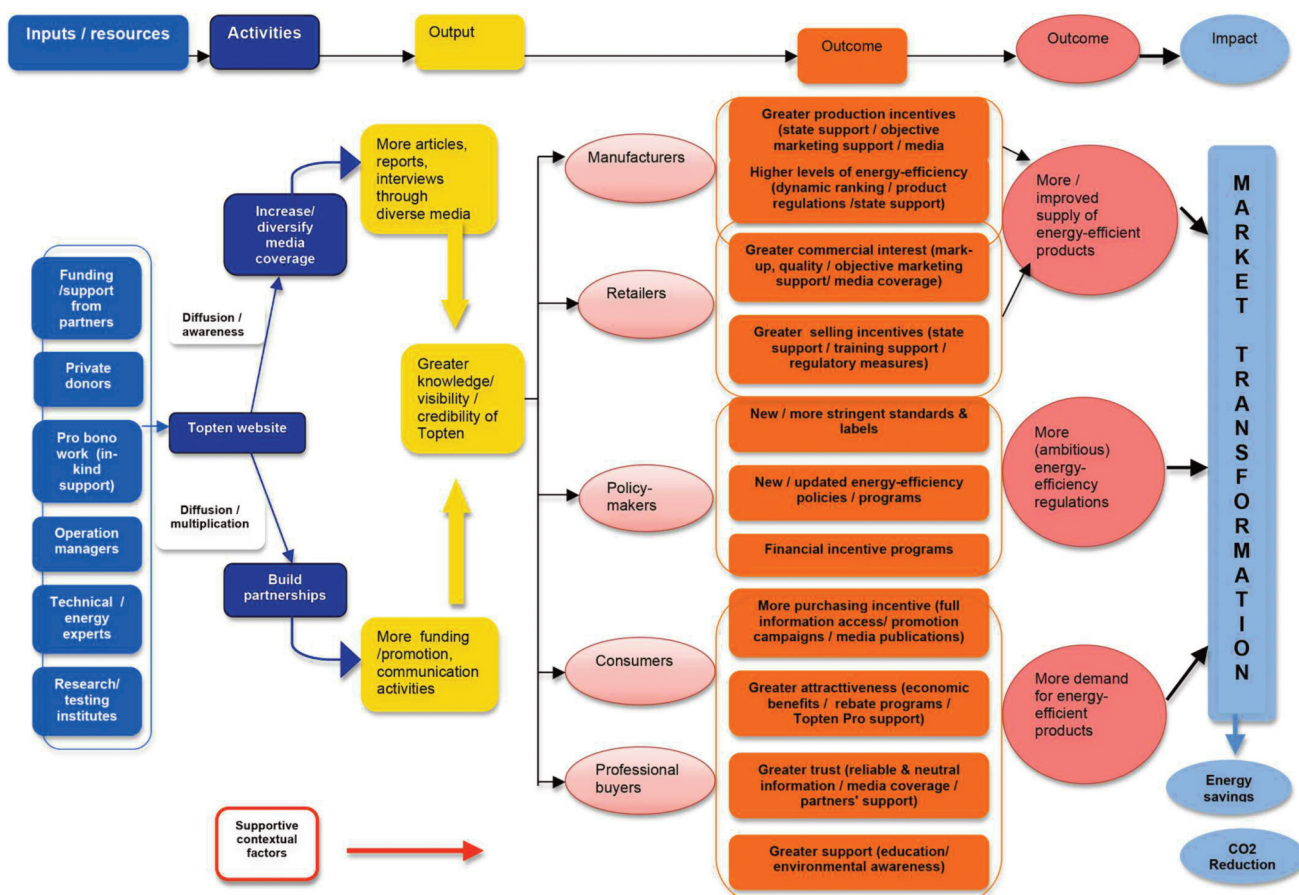 Inputs / resources
Activities
Output
Outcome
Outcome
Impact
Funding
/support
from
partners
Private
donors
Pro bono
work (in-
kind
support)
Operation
managers
Technical /
energy
experts
Research/
testing
institutes
Diffusion /
awareness
Topten website
Diffusion /
multiplication
Increase/
diversify
media
coverage
Build
partnerships
More articles,
reports,
interviews
through
diverse media
Greater
knowledge/
visibility /
credibility of
Topten
More funding
/promotion,
communication
activities
Supportive
contextual
factors
Manufacturers
Retailers
Policy-
makers
Consumers
Professional
buyers
Greater production incentives
(state support / objective
marketing support / media
Higher levels of energy-efficiency
(dynamic ranking / product
regulations /state support)
Greater commercial interest (mark-
up, quality / objective marketing
support/ media coverage)
Greater selling incentives (state
support / training support /
regulatory measures)
New / more stringent standards &
labels
New / updated energy-efficiency
policies / programs
Financial incentive programs
More purchasing incentive (full
information access/ promotion
campaigns / media publications)
Greater attracttiveness (economic
benefits / rebate programs /
Topten Pro support)
Greater trust (reliable & neutral
information / media coverage /
partners' support)
Greater support (education/
environmental awareness)
More /
improved
supply of
energy-efficient
products
More
(ambitious)
energy-
efficiency
regulations
More demand
for energy-
efficient
products
MARKET TRANSFORMATION
Energy
savings
CO2
Reduction